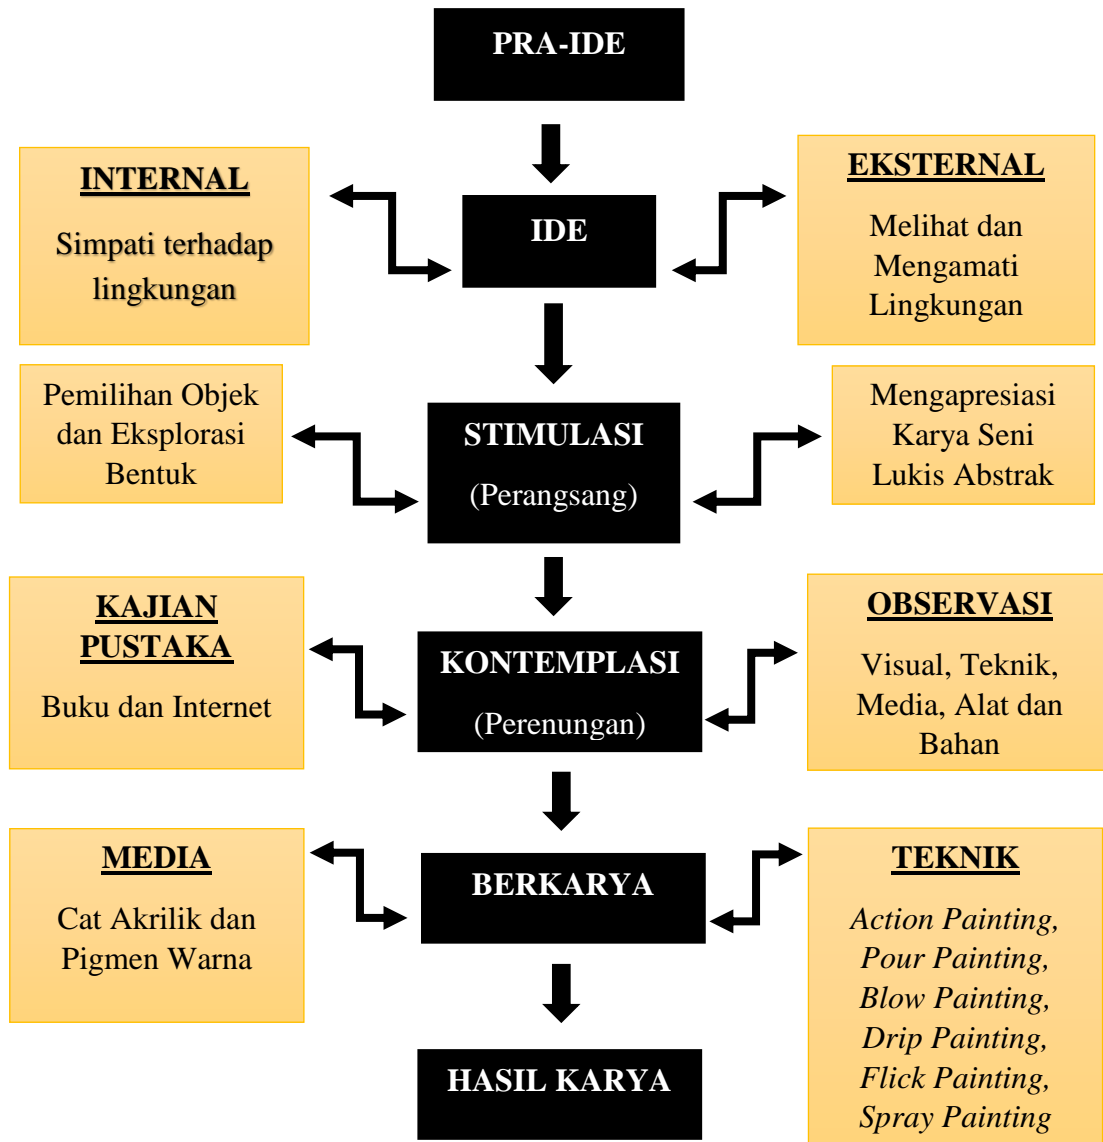 PRA-IDE
INTERNAL
Simpati terhadap
lingkungan
IDE
EKSTERNAL
Melihat dan
Mengamati
Lingkungan
Pemilihan Objek
dan Eksplorasi
Bentuk
STIMULASI
(Perangsang)
Mengapresiasi
Karya Seni
Lukis Abstrak
KAJIAN
PUSTAKA
Buku dan Internet
KONTEMPLASI
(Perenungan)
OBSERVASI
Visual, Teknik,
Media, Alat dan
Bahan
MEDIA
Cat Akrilik dan
Pigmen Warna
BERKARYA
TEKNIK
Action Painting,
Pour Painting,
Blow Painting,
Drip Painting,
Flick Painting,
Spray Painting
HASIL KARYA